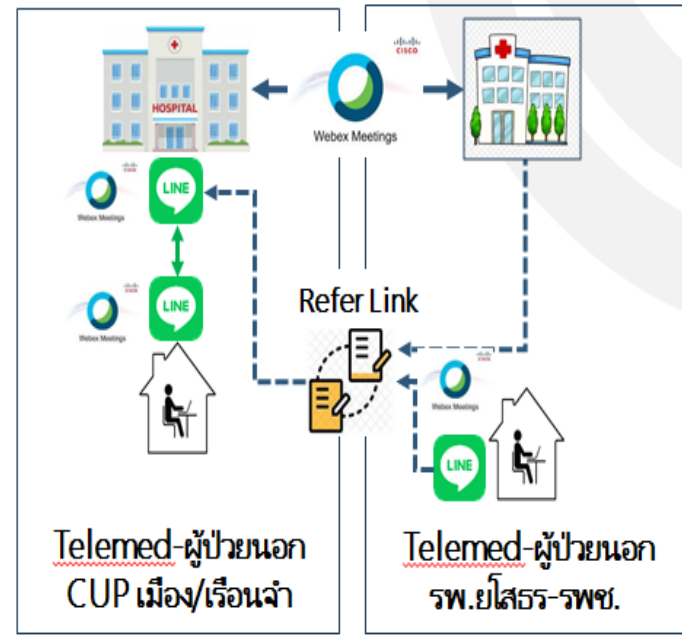 HOSPITAL
CISCO
Webex Meetings
LINE
Webex Meetings
LINE
Webex Meetings
Refer Link
Webex Meetings
LINE
Telemed-ผู้ป่วยนอก
CUP เมือง/เรือนจำ
Telemed-ผู้ป่วยนอก
รพ.ยโสธร-รพช.